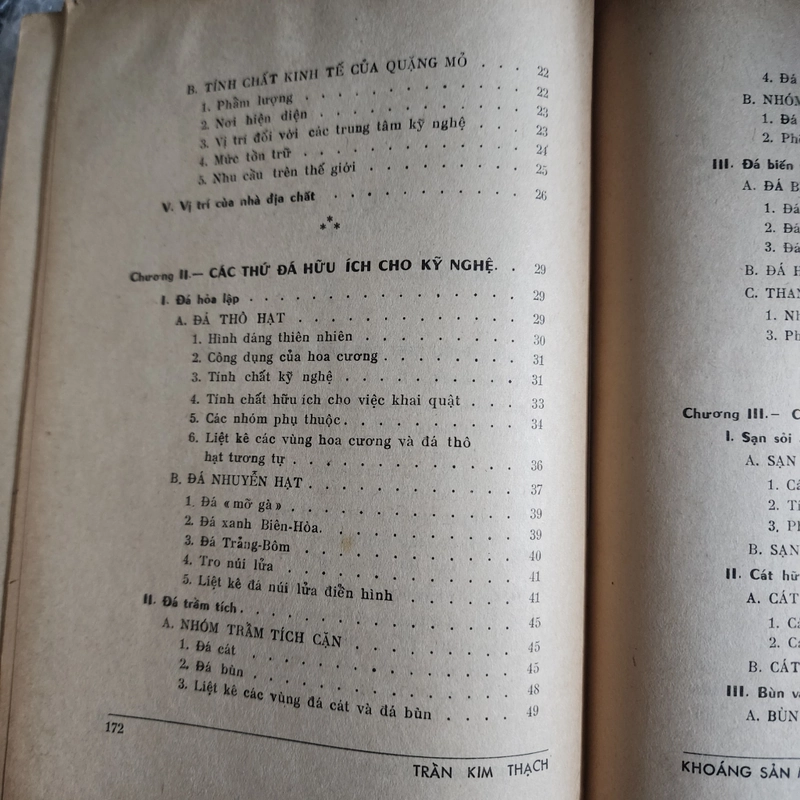 B. TÍNH CHẤT KINH TẾ CỦA QUẶNG MỎ . . . 22
1. Phẩm lượng . . . . . . . . . . . 22
2. Nơi hiện diện . . . . . . . . . . 23
3. Vị trí đối với các trung tâm kỹ nghệ . . . 23
4. Mức tồn trữ . . . . . . . . . . 24
5. Nhu cầu trên thế giới . . . . . . . 25
V. Vị trí của nhà địa chất . . . . . . . . 26
***
Chương II.— CÁC THỨ ĐÁ HỮU ÍCH CHO KỸ NGHỆ. . 29
I. Đá hỏa lập . . . . . . . . . . . . 29
A. ĐÁ THÔ HẠT . . . . . . . . . . 29
1. Hình dáng thiên nhiên . . . . . . . 30
2. Công dụng của hoa cương . . . . . . 31
3. Tính chất kỹ nghệ . . . . . . . . 31
4. Tính chất hữu ích cho việc khai quật . . . 33
5. Các nhóm phụ thuộc . . . . . . . . 34
6. Liệt kê các vùng hoa cương và đá thô
hạt tương tự . . . . . . . . . . 36
B. ĐÁ NHUYỄN HẠT . . . . . . . . . 37
1. Đá « mỡ gà » . . . . . . . . . . 39
2. Đá xanh Biên-Hòa. . . . . . . . . 39
3. Đá Trảng-Bôm . . . . . . . . . . 40
4. Tro núi lửa . . . . . . . . . . 41
5. Liệt kê đá núi lửa điển hình . . . . . 41
II. Đá trầm tích . . . . . . . . . . . 45
A. NHÓM TRẦM TÍCH CẶN . . . . . . . 45
1. Đá cát . . . . . . . . . . . . 45
2. Đá bùn . . . . . . . . . . . . 48
3. Liệt kê các vùng đá cát và đá bùn . . . . 49
172
TRẦN KIM THẠCH
4. Đá
B. NHÓM
1. Đá
2. Ph
III. Đá biến
A. ĐÁ B
1. Đá
2. Đá
3. Đá
B. ĐÁ H
C. THAN
1. Nh
3. Ph
Chương III.— C
I. Sạn sỏi
A. SẠN
1. Cá
2. Tí
3. Ph
B. SẠN
II. Cát hữ
A. CÁT
1. Cá
2. Cá
B. CÁT
III. Bùn v
A. BÙN
KHOÁNG SẢN